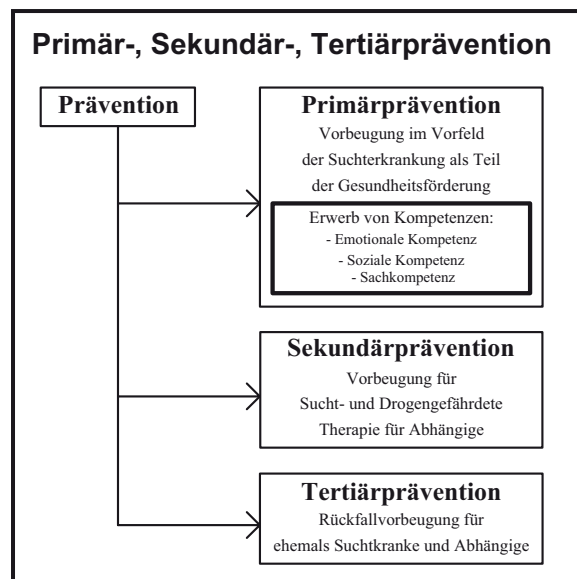 Primär-, Sekundär-, Tertiärprävention
Prävention
Primärprävention
Vorbeugung im Vorfeld
der Suchterkrankung als Teil
der Gesundheitsförderung
Erwerb von Kompetenzen:
- Emotionale Kompetenz
- Soziale Kompetenz
- Sachkompetenz
Sekundärprävention
Vorbeugung für
Sucht- und Drogengefährdete
Therapie für Abhängige
Tertiärprävention
Rückfallvorbeugung für
ehemals Suchtkranke und Abhängige